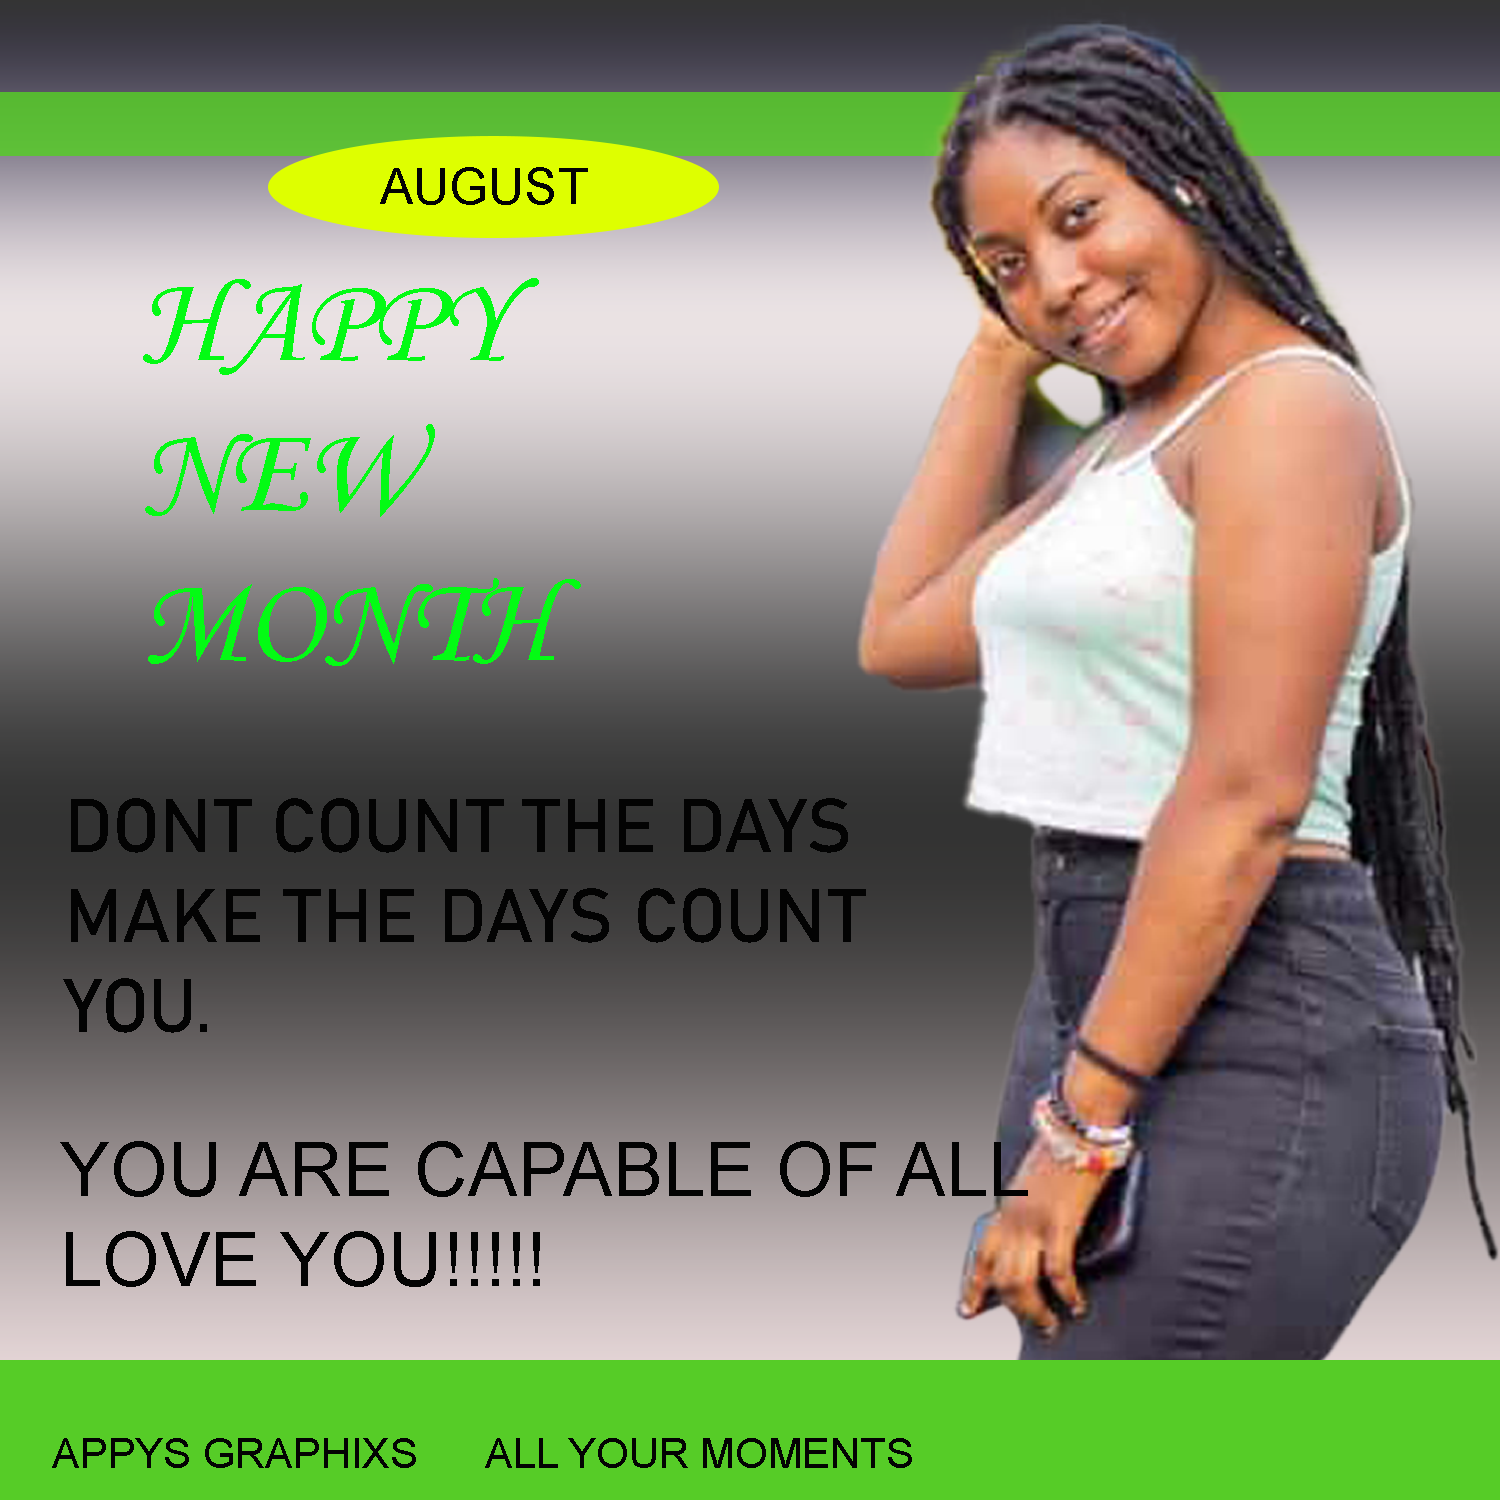 AUGUST
HAPPY
NEW
MONTH
DONT COUNT THE DAYS
MAKE THE DAYS COUNT
YOU.
YOU ARE CAPABLE OF ALL
LOVE YOU!!!!!
APPYS GRAPHIXS ALL YOUR MOMENTS